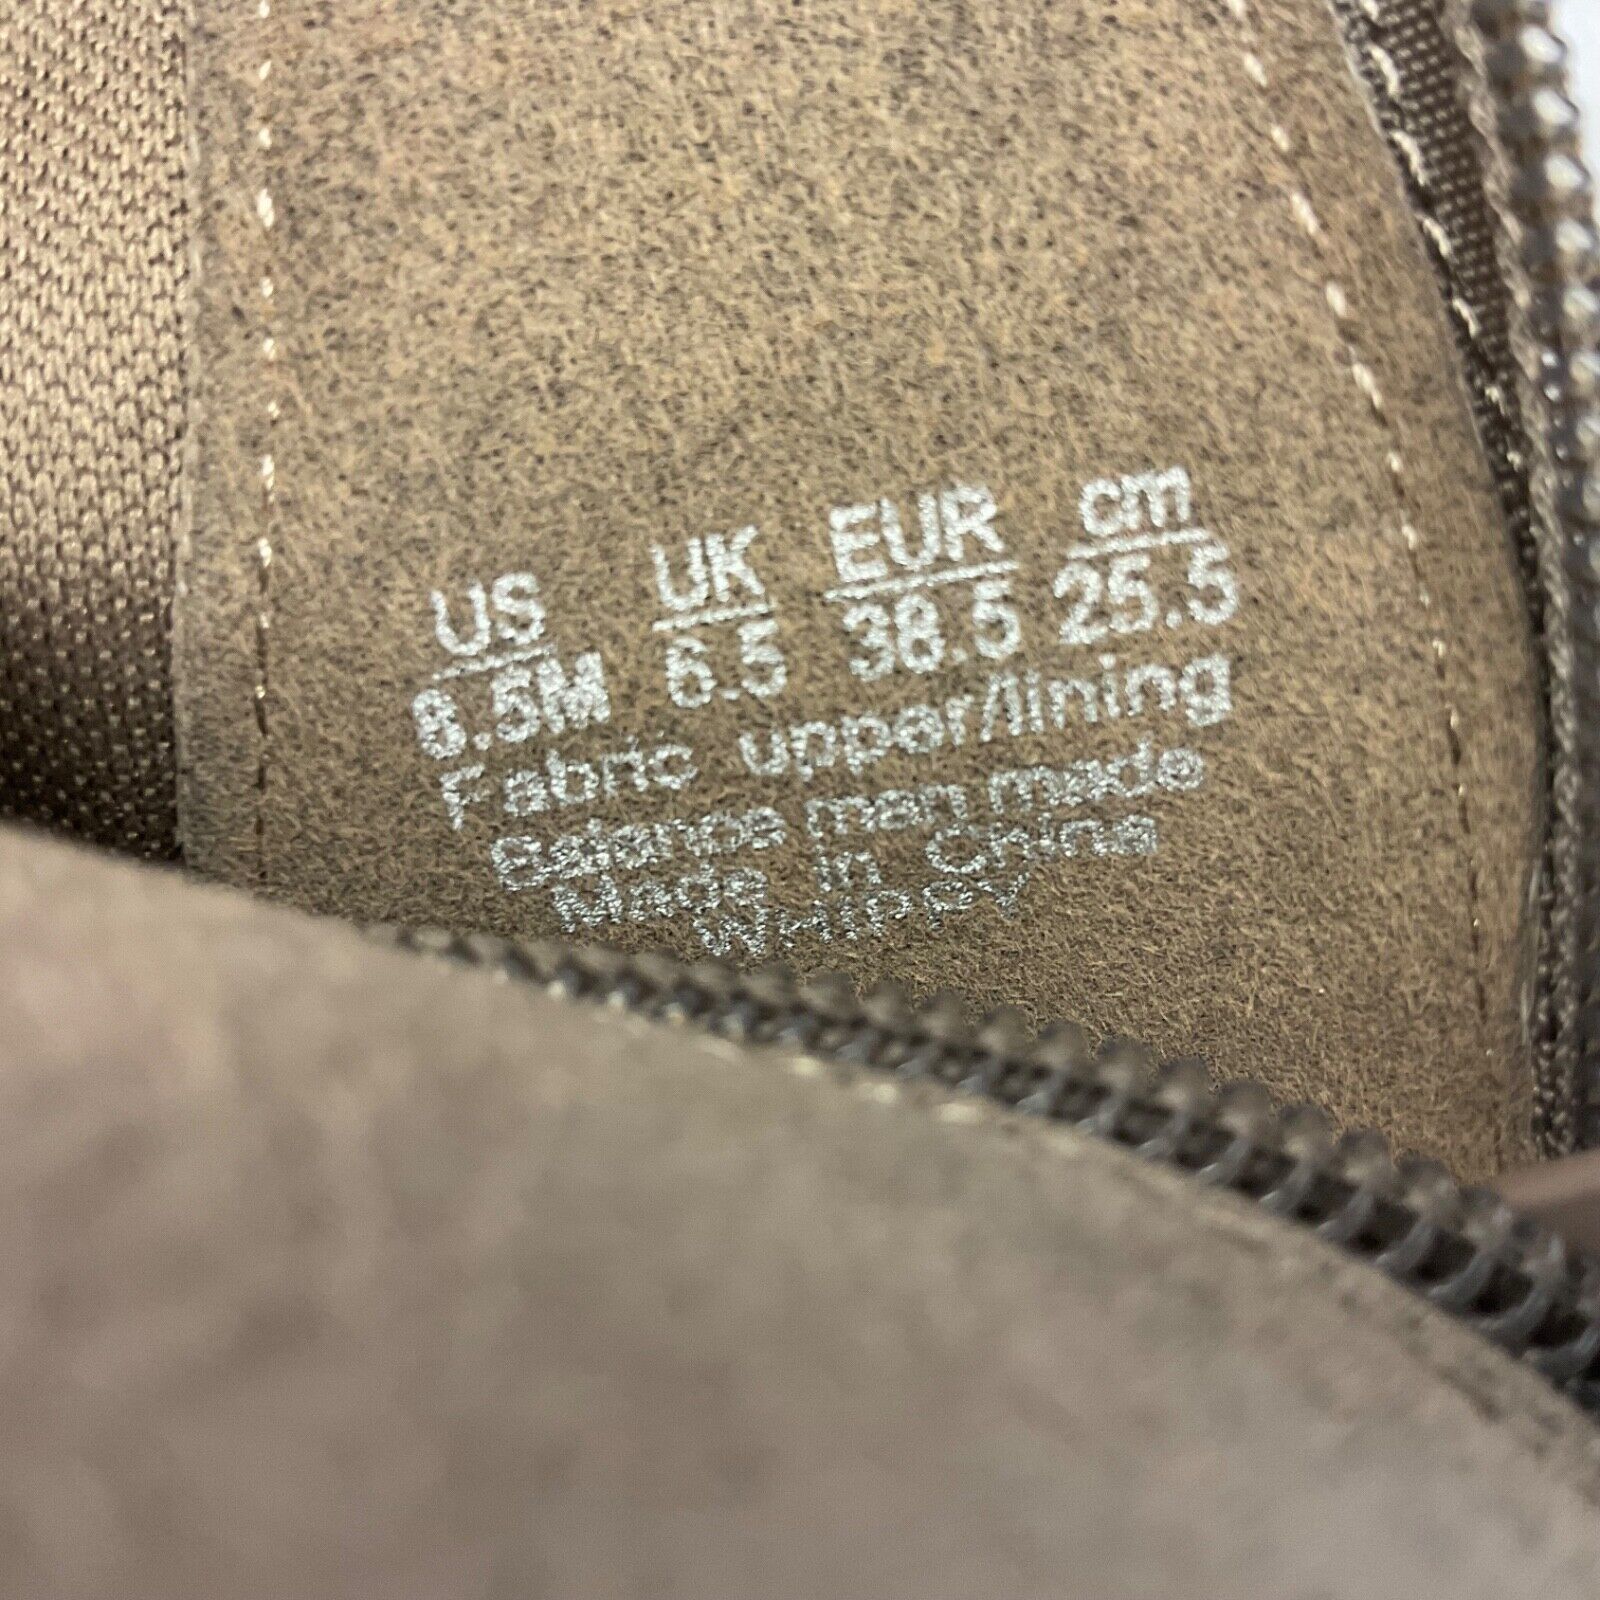 US UK EUR cm
8.5M 6.5 38.5 25.5
Fabric upper/lining
Balance man made
Made in China
WHIPPY